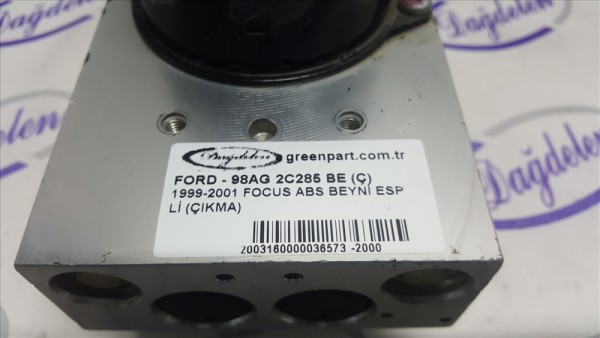 Dağdelen
Dağdelen greenpart.com.tr
FORD - 98AG 2C285 BE (Ç)
1999-2001 FOCUS ABS BEYNİ ESP
Lİ (ÇIKMA)
2003160000036573 -2000
Dağdelen
Dağdelen